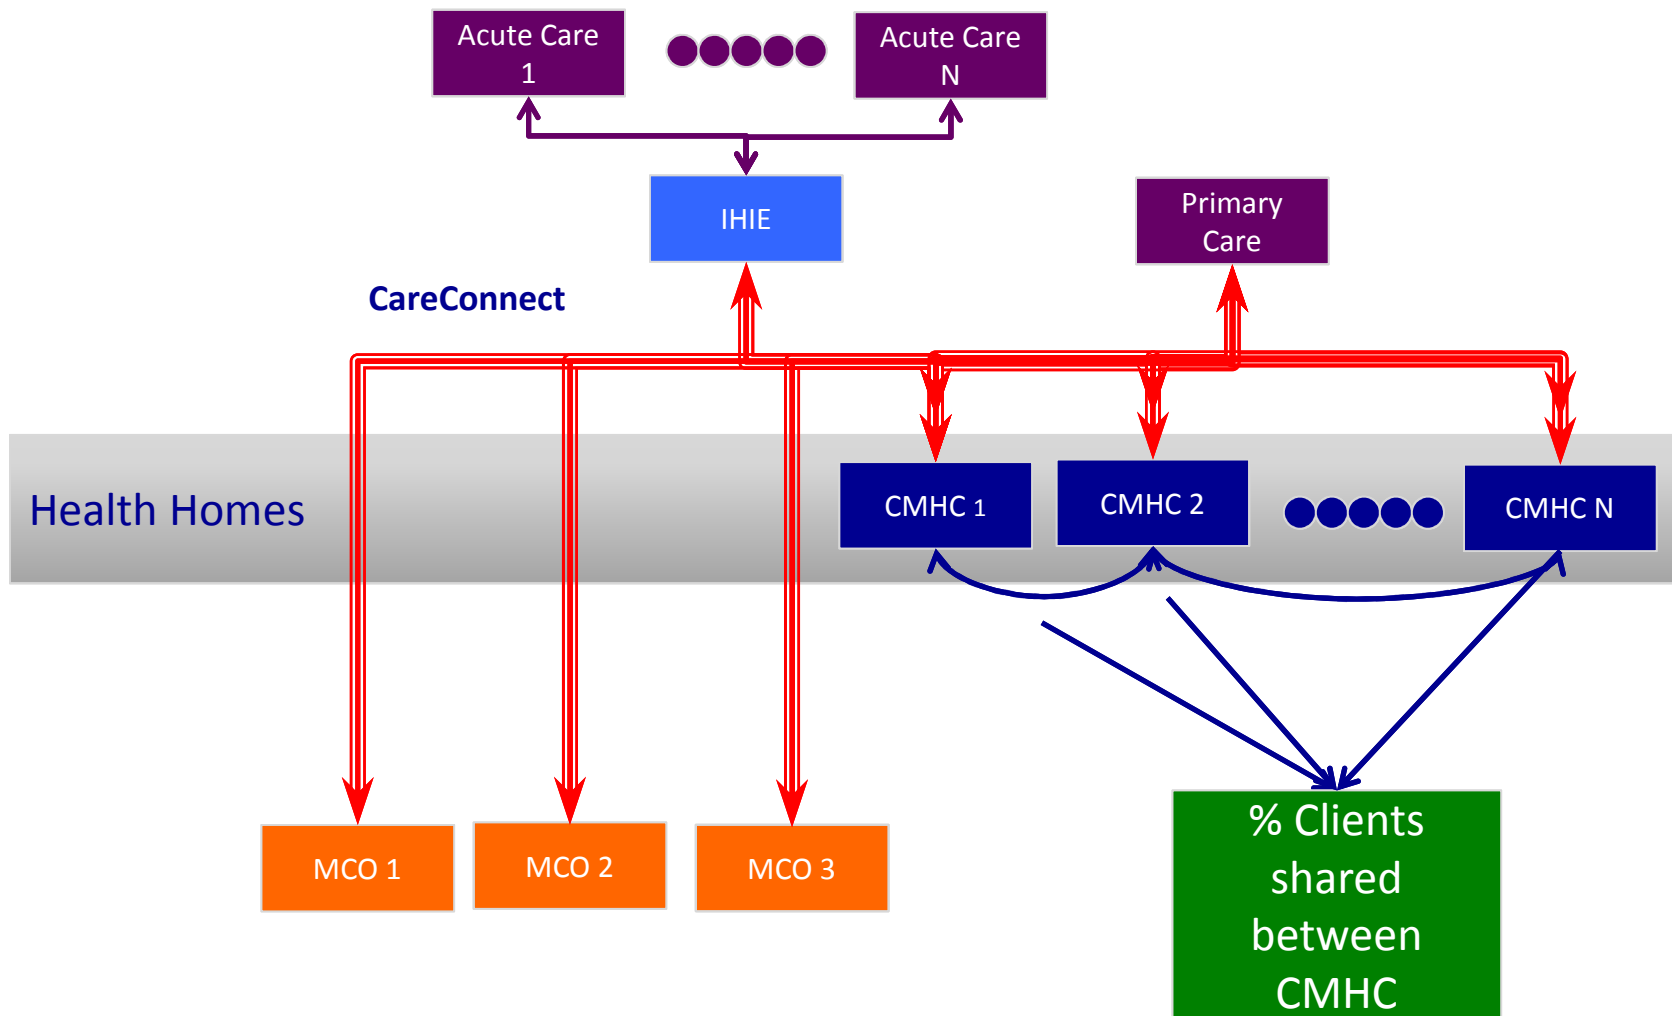 Acute Care
1
Acute Care
N
IHIE
Primary
Care
CareConnect
Health Homes
CMHC 1
CMHC 2
CMHC N
MCO 1
MCO 2
MCO 3
% Clients
shared
between
CMHC